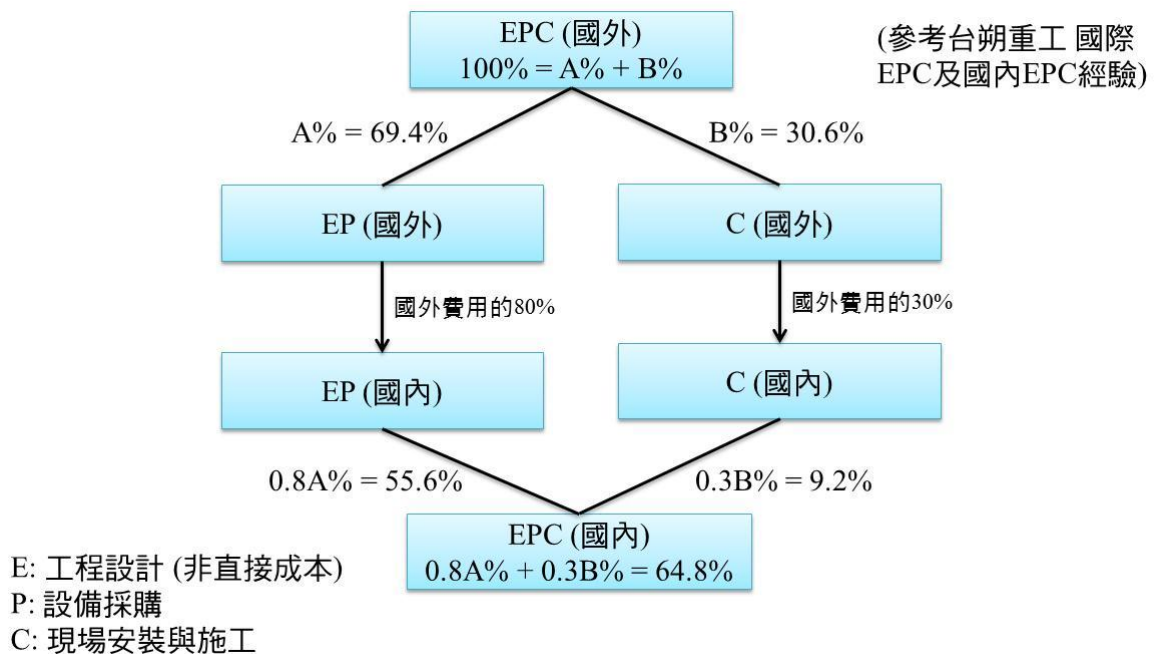 EPC (國外)
100% = A% + B%
(參考台朔重工 國際
EPC及國內EPC經驗)
A% = 69.4%
B% = 30.6%
EP (國外)
C (國外)
國外費用的80%
國外費用的30%
EP (國內)
C (國內)
0.8A% = 55.6%
0.3B% = 9.2%
EPC (國內)
0.8A% + 0.3B% = 64.8%
E: 工程設計 (非直接成本)
P: 設備採購
C: 現場安裝與施工